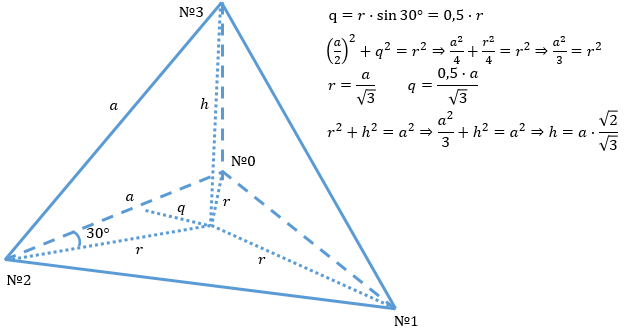 №3
q = r · sin 30° = 0,5 · r
(a/2)² + q² = r² ⇒ a²/4 + r²/4 = r² ⇒ a²/3 = r²
r = a/√3 q = 0,5 · a/√3
r² + h² = a² ⇒ a²/3 + h² = a² ⇒ h = a · √2/√3
a
h
№0
a
q
r
30°
r
r
№2
№1